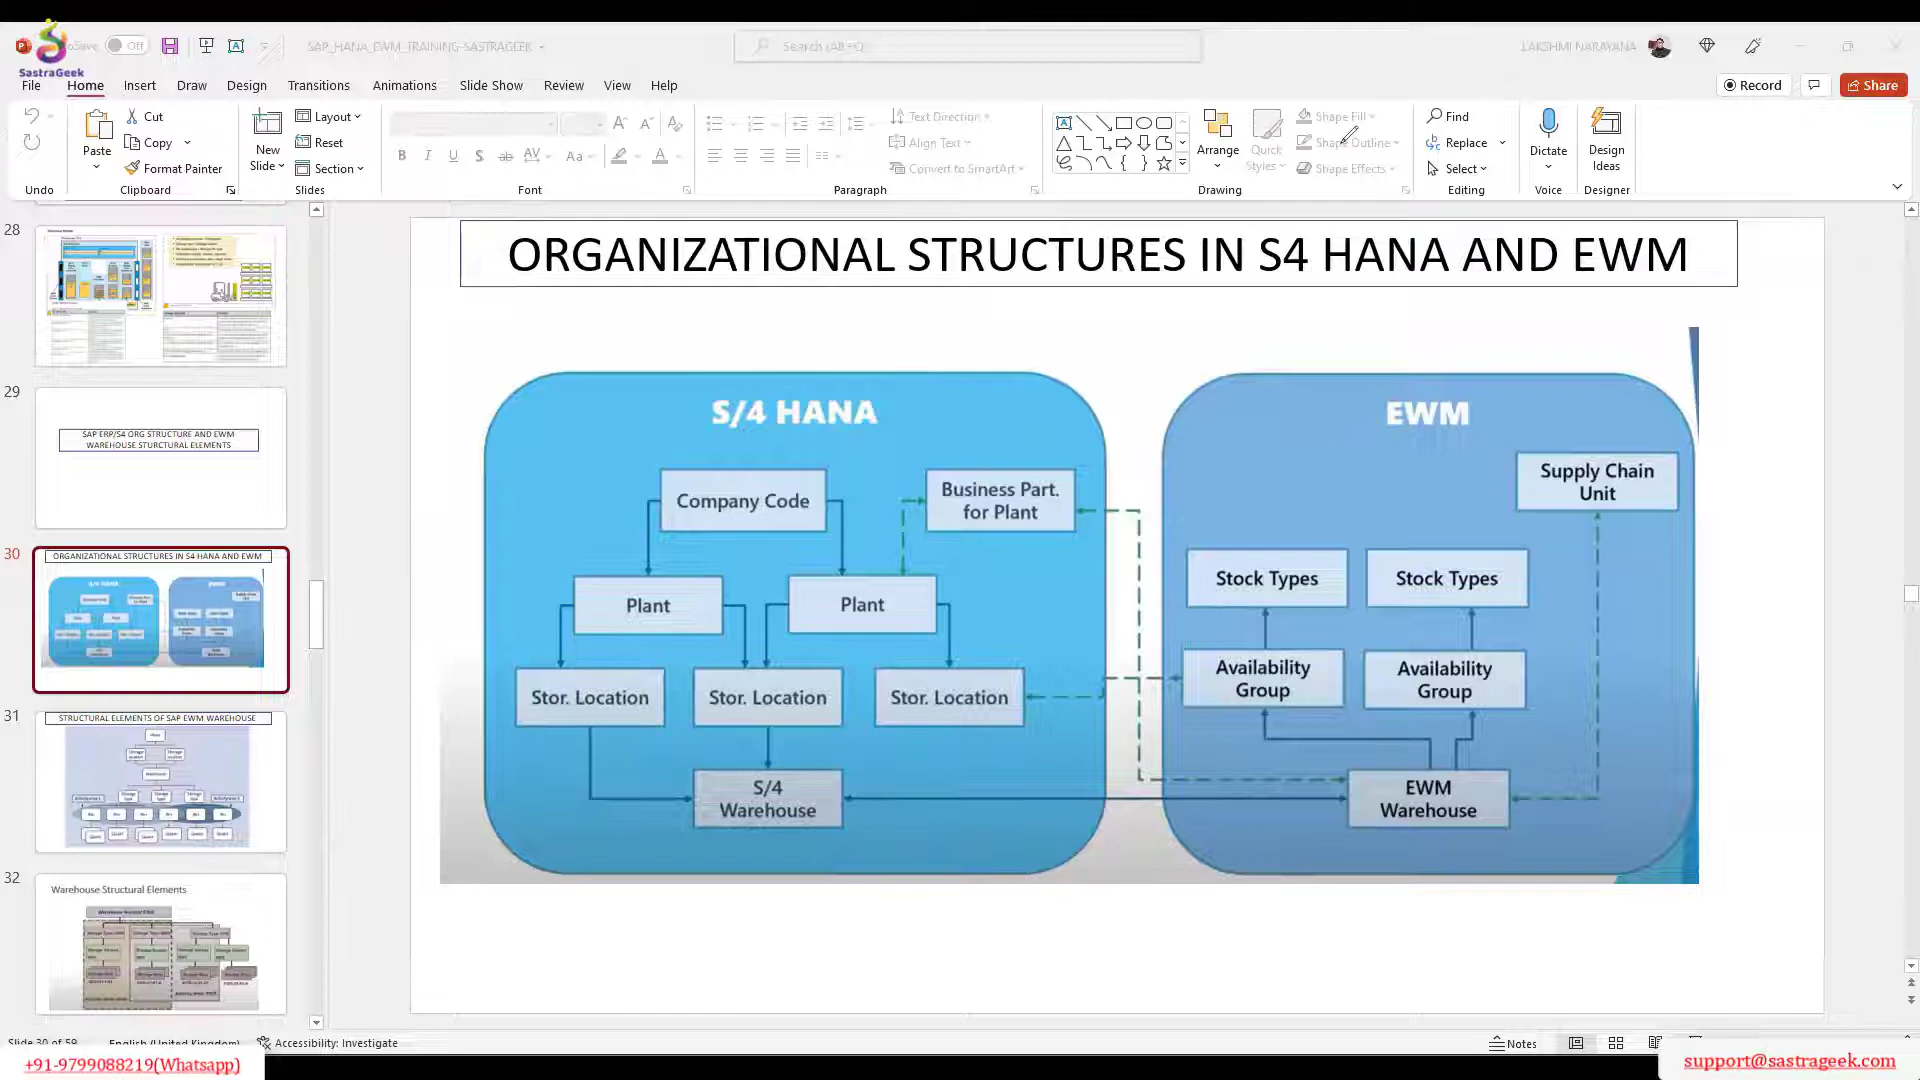 SastraGeek
Save
Off
SAP_HANA_EWM_TRAINING-SASTRAGEEK
Search (Alt+Q)
LAKSHMI NARAYANA
File
Home
Insert
Draw
Design
Transitions
Animations
Slide Show
Review
View
Help
Record
Share
Paste
Cut
Copy
Format Painter
New
Slide
Layout
Reset
Section
Text Direction
Align Text
Convert to SmartArt
Arrange
Quick
Styles
Shape Fill
Shape Outline
Shape Effects
Find
Replace
Select
Dictate
Design
Ideas
Undo
Clipboard
Slides
Font
Paragraph
Drawing
Editing
Voice
Designer
28
29
SAP ERP/S4 ORG STRUCTURE AND EWM
WAREHOUSE STURCTURAL ELEMENTS
30
ORGANIZATIONAL STRUCTURES IN S4 HANA AND EWM
31
STRUCTURAL ELEMENTS OF SAP EWM WAREHOUSE
32
Warehouse Structural Elements
ORGANIZATIONAL STRUCTURES IN S4 HANA AND EWM
S/4 HANA
Company Code
Business Part.
for Plant
Plant
Plant
Stor. Location
Stor. Location
Stor. Location
S/4
Warehouse
EWM
Supply Chain
Unit
Stock Types
Stock Types
Availability
Group
Availability
Group
EWM
Warehouse
Slide 30 of 59
English (United Kingdom)
Accessibility: Investigate
Notes
+91-9799088219(Whatsapp)
support@sastrageek.com